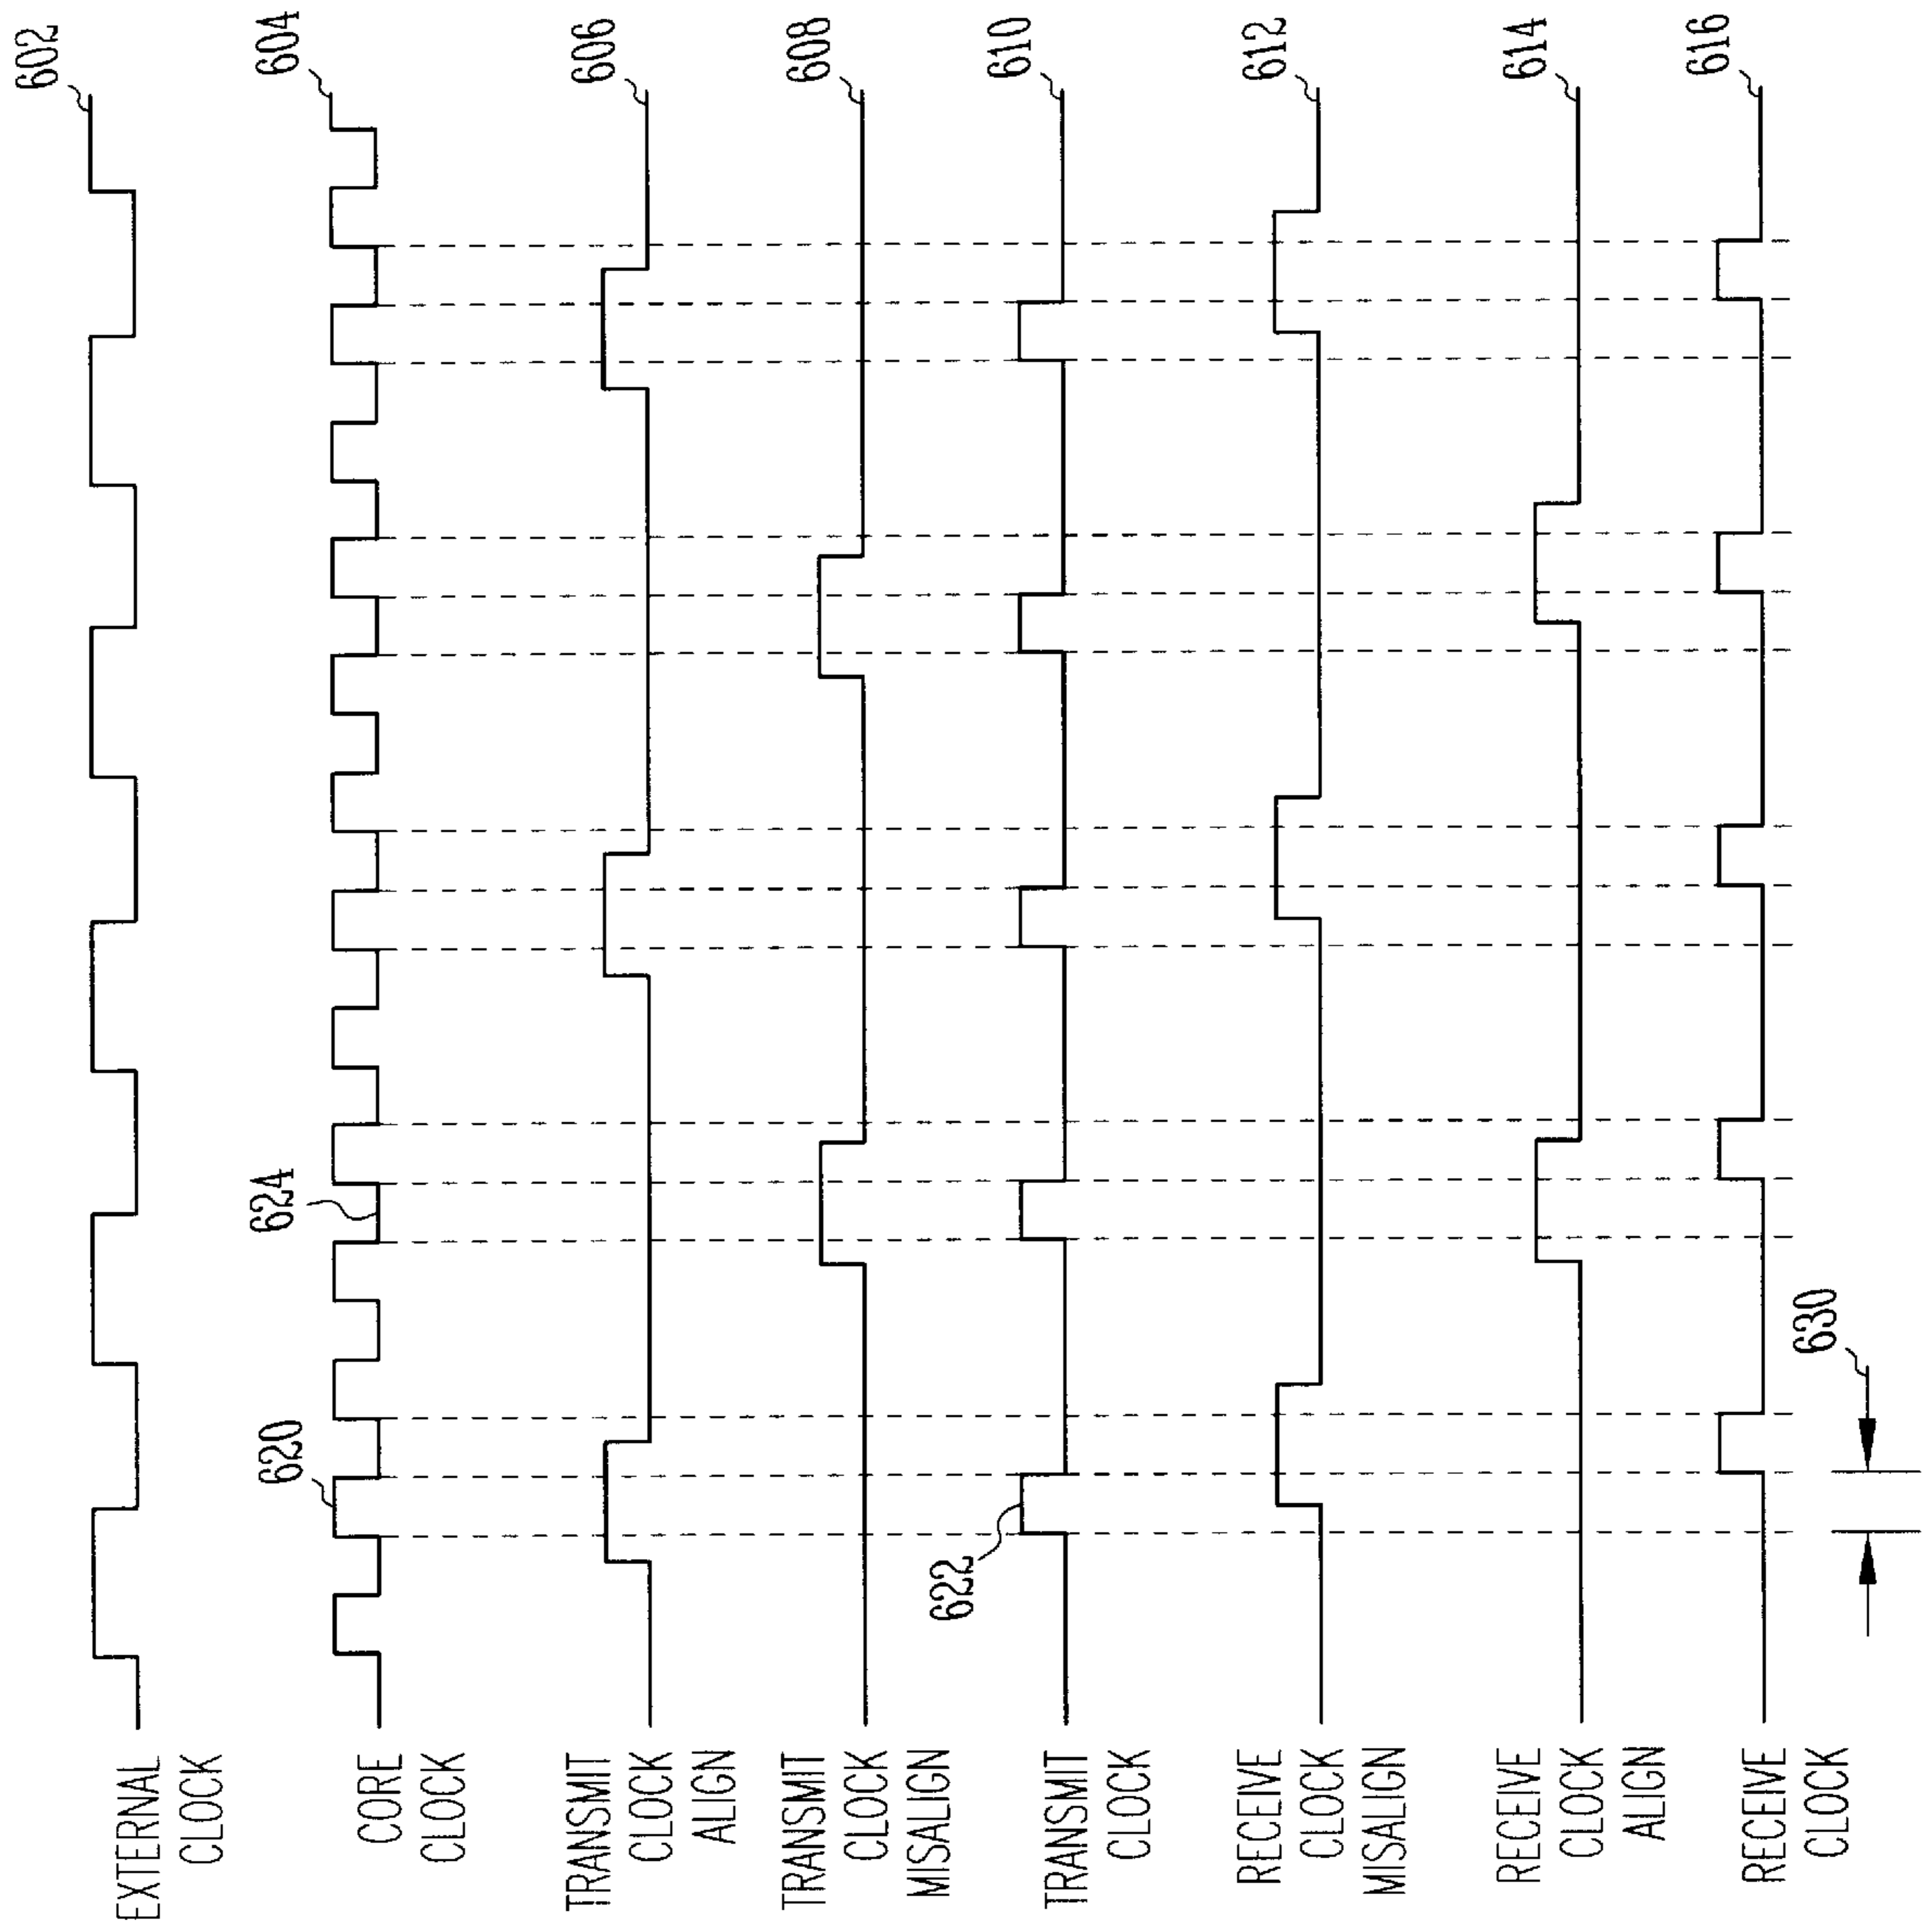 EXTERNAL
CLOCK
602
CORE
CLOCK
620
624
604
TRANSMIT
CLOCK
ALIGN
606
TRANSMIT
CLOCK
MISALIGN
608
TRANSMIT
CLOCK
622
610
RECEIVE
CLOCK
MISALIGN
612
RECEIVE
CLOCK
ALIGN
614
RECEIVE
CLOCK
616
630